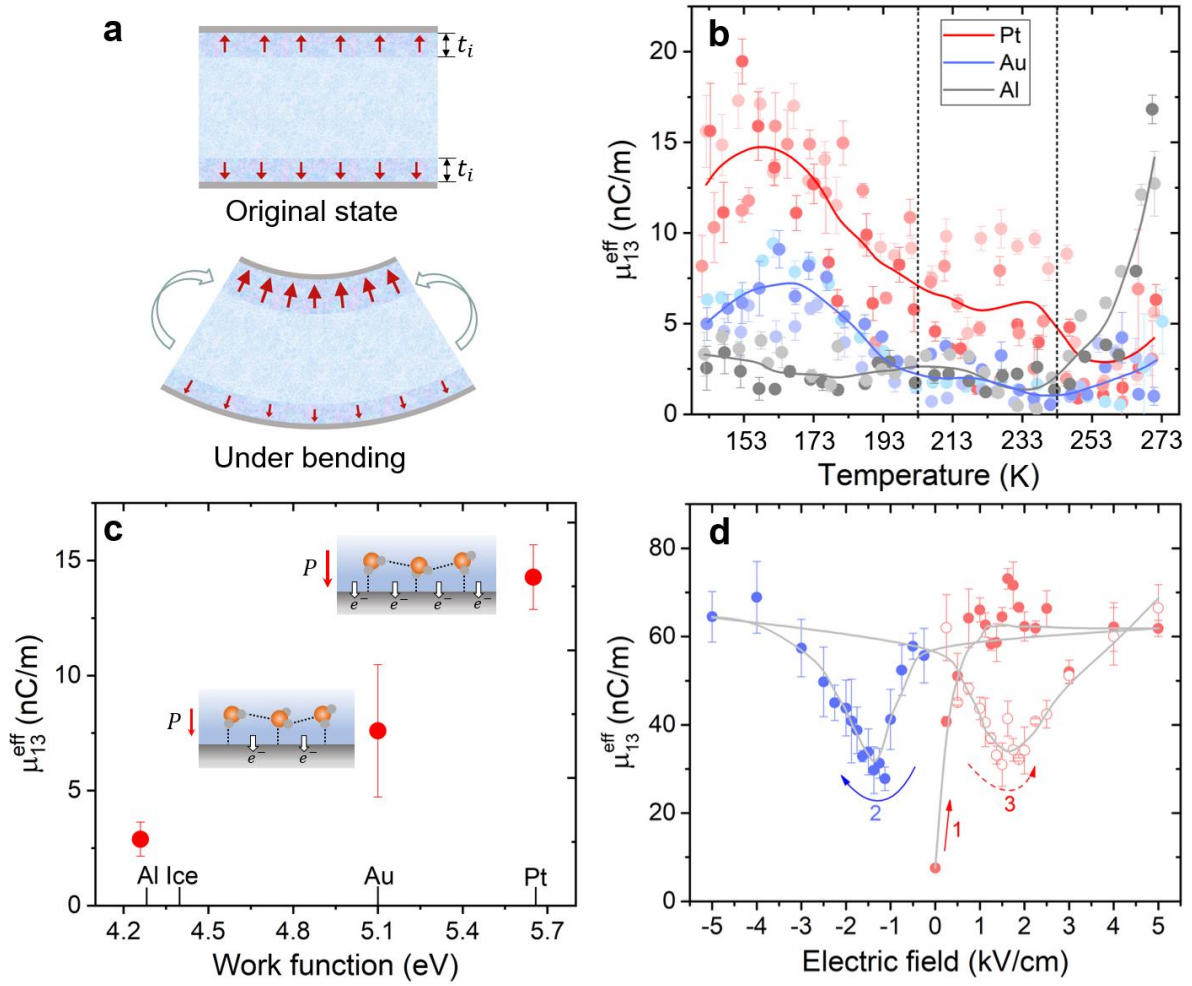 a
t_i
t_i
Original state
Under bending
b
Pt
Au
Al
μ₁₃^eff (nC/m)
20
15
10
5
0
153 173 193 213 233 253 273
Temperature (K)
c
μ₁₃^eff (nC/m)
15
10
5
0
P
e⁻ e⁻ e⁻ e⁻
P
e⁻ e⁻
Al Ice Au Pt
4.2 4.5 4.8 5.1 5.4 5.7
Work function (eV)
d
μ₁₃^eff (nC/m)
80
60
40
20
0
2
1
3
-5 -4 -3 -2 -1 0 1 2 3 4 5
Electric field (kV/cm)